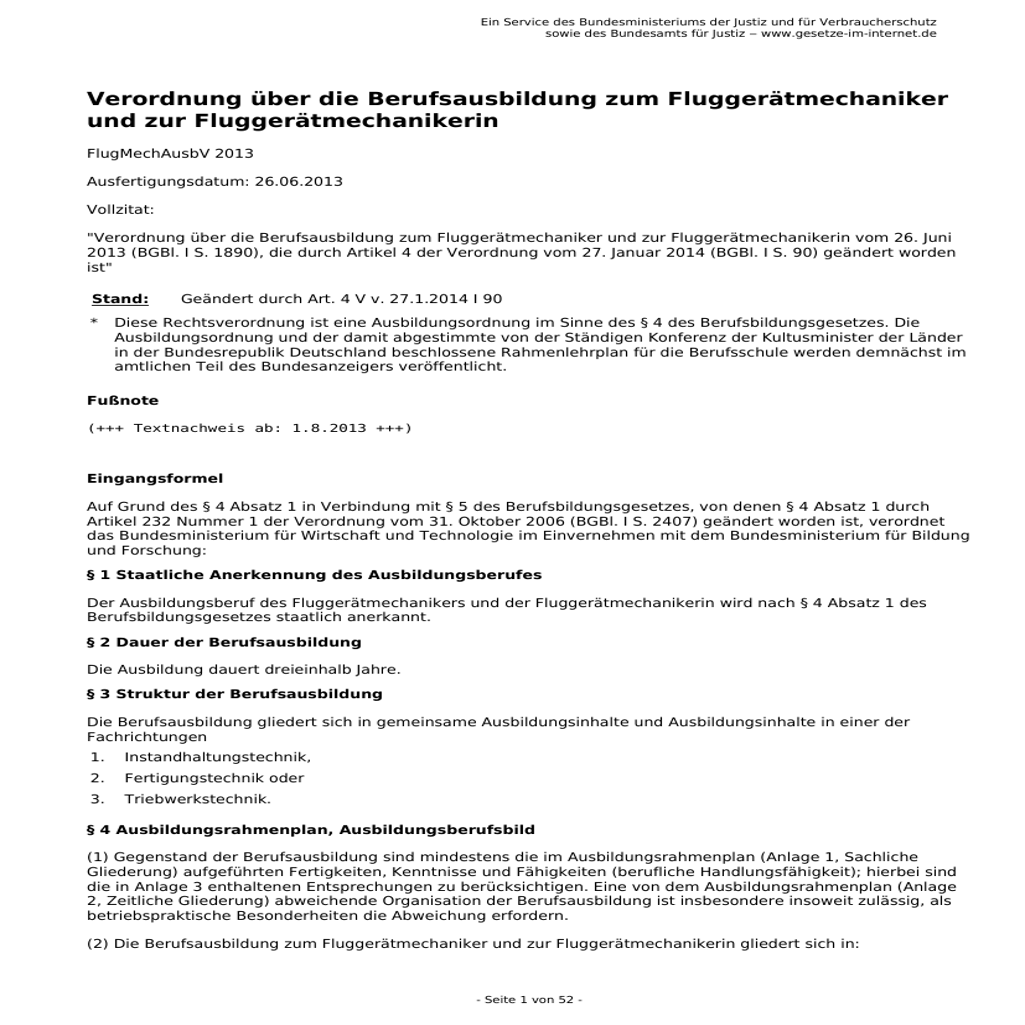 Ein Service des Bundesministeriums der Justiz und für Verbraucherschutz
sowie des Bundesamts für Justiz – www.gesetze-im-internet.de
Verordnung über die Berufsausbildung zum Fluggerätmechaniker
und zur Fluggerätmechanikerin
FlugMechAusbV 2013
Ausfertigungsdatum: 26.06.2013
Vollzitat:
"Verordnung über die Berufsausbildung zum Fluggerätmechaniker und zur Fluggerätmechanikerin vom 26. Juni
2013 (BGBl. I S. 1890), die durch Artikel 4 der Verordnung vom 27. Januar 2014 (BGBl. I S. 90) geändert worden
ist"
Stand: Geändert durch Art. 4 V v. 27.1.2014 I 90
* Diese Rechtsverordnung ist eine Ausbildungsordnung im Sinne des § 4 des Berufsbildungsgesetzes. Die
Ausbildungsordnung und der damit abgestimmte von der Ständigen Konferenz der Kultusminister der Länder
in der Bundesrepublik Deutschland beschlossene Rahmenlehrplan für die Berufsschule werden demnächst im
amtlichen Teil des Bundesanzeigers veröffentlicht.
Fußnote
(+++ Textnachweis ab: 1.8.2013 +++)
Eingangsformel
Auf Grund des § 4 Absatz 1 in Verbindung mit § 5 des Berufsbildungsgesetzes, von denen § 4 Absatz 1 durch
Artikel 232 Nummer 1 der Verordnung vom 31. Oktober 2006 (BGBl. I S. 2407) geändert worden ist, verordnet
das Bundesministerium für Wirtschaft und Technologie im Einvernehmen mit dem Bundesministerium für Bildung
und Forschung:
§ 1 Staatliche Anerkennung des Ausbildungsberufes
Der Ausbildungsberuf des Fluggerätmechanikers und der Fluggerätmechanikerin wird nach § 4 Absatz 1 des
Berufsbildungsgesetzes staatlich anerkannt.
§ 2 Dauer der Berufsausbildung
Die Ausbildung dauert dreieinhalb Jahre.
§ 3 Struktur der Berufsausbildung
Die Berufsausbildung gliedert sich in gemeinsame Ausbildungsinhalte und Ausbildungsinhalte in einer der
Fachrichtungen
1. Instandhaltungstechnik,
2. Fertigungstechnik oder
3. Triebwerkstechnik.
§ 4 Ausbildungsrahmenplan, Ausbildungsberufsbild
(1) Gegenstand der Berufsausbildung sind mindestens die im Ausbildungsrahmenplan (Anlage 1, Sachliche
Gliederung) aufgeführten Fertigkeiten, Kenntnisse und Fähigkeiten (berufliche Handlungsfähigkeit); hierbei sind
die in Anlage 3 enthaltenen Entsprechungen zu berücksichtigen. Eine von dem Ausbildungsrahmenplan (Anlage
2, Zeitliche Gliederung) abweichende Organisation der Berufsausbildung ist insbesondere insoweit zulässig, als
betriebspraktische Besonderheiten die Abweichung erfordern.
(2) Die Berufsausbildung zum Fluggerätmechaniker und zur Fluggerätmechanikerin gliedert sich in:
- Seite 1 von 52 -